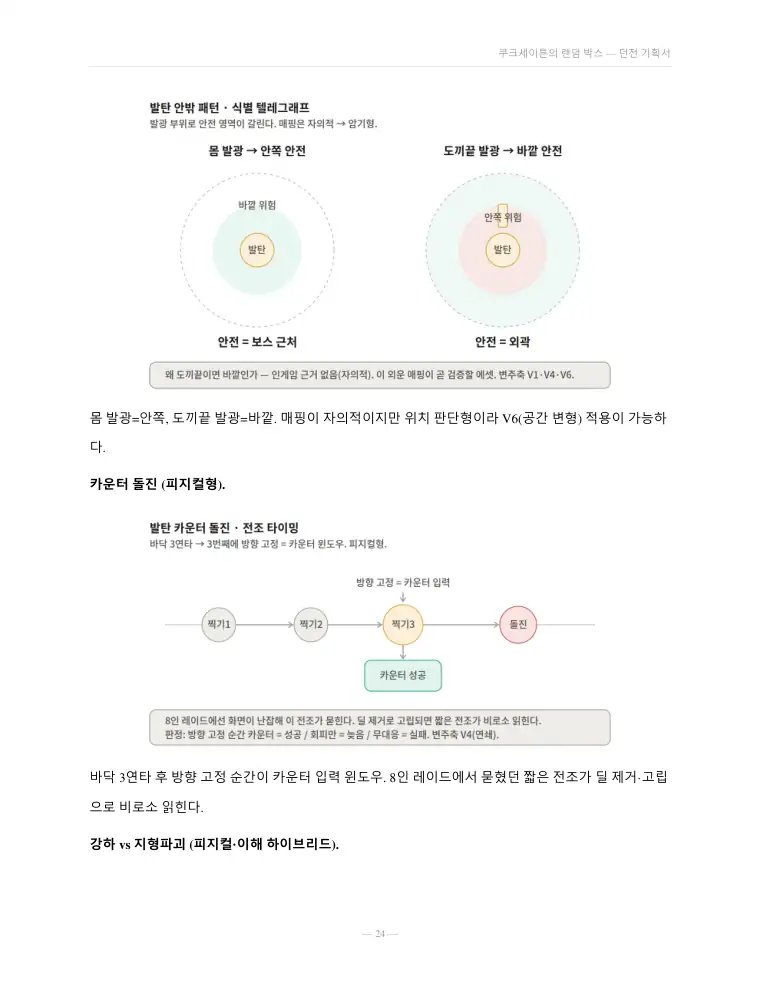 쿠크세이튼의 랜덤 박스 — 던전 기획서
발탄 안밖 패턴 · 식별 텔레그래프
발광 부위로 안전 영역이 갈린다. 매핑은 자의적 → 암기형.
몸 발광 → 안쪽 안전
도끼끝 발광 → 바깥 안전
바깥 위험
안쪽 위험
발탄
발탄
안전 = 보스 근처
안전 = 외곽
왜 도끼끝이면 바깥인가 — 인게임 근거 없음(자의적). 이 외운 매핑이 곧 검증할 에셋. 변주축 V1·V4·V6.
몸 발광=안쪽, 도끼끝 발광=바깥. 매핑이 자의적이지만 위치 판단형이라 V6(공간 변형) 적용이 가능하
다.
카운터 돌진 (피지컬형).
발탄 카운터 돌진 · 전조 타이밍
바닥 3연타 → 3번째에 방향 고정 = 카운터 윈도우. 피지컬형.
방향 고정 = 카운터 입력
찍기1
찍기2
찍기3
돌진
카운터 성공
8인 레이드에선 화면이 난잡해 이 전조가 묻힌다. 딜 제거로 고립되면 짧은 전조가 비로소 읽힌다.
판정: 방향 고정 순간 카운터 = 성공 / 회피만 = 늦음 / 무대응 = 실패. 변주축 V4(연쇄).
바닥 3연타 후 방향 고정 순간이 카운터 입력 윈도우. 8인 레이드에서 묻혔던 짧은 전조가 딜 제거·고립
으로 비로소 읽힌다.
강하 vs 지형파괴 (피지컬·이해 하이브리드).
— 24 —